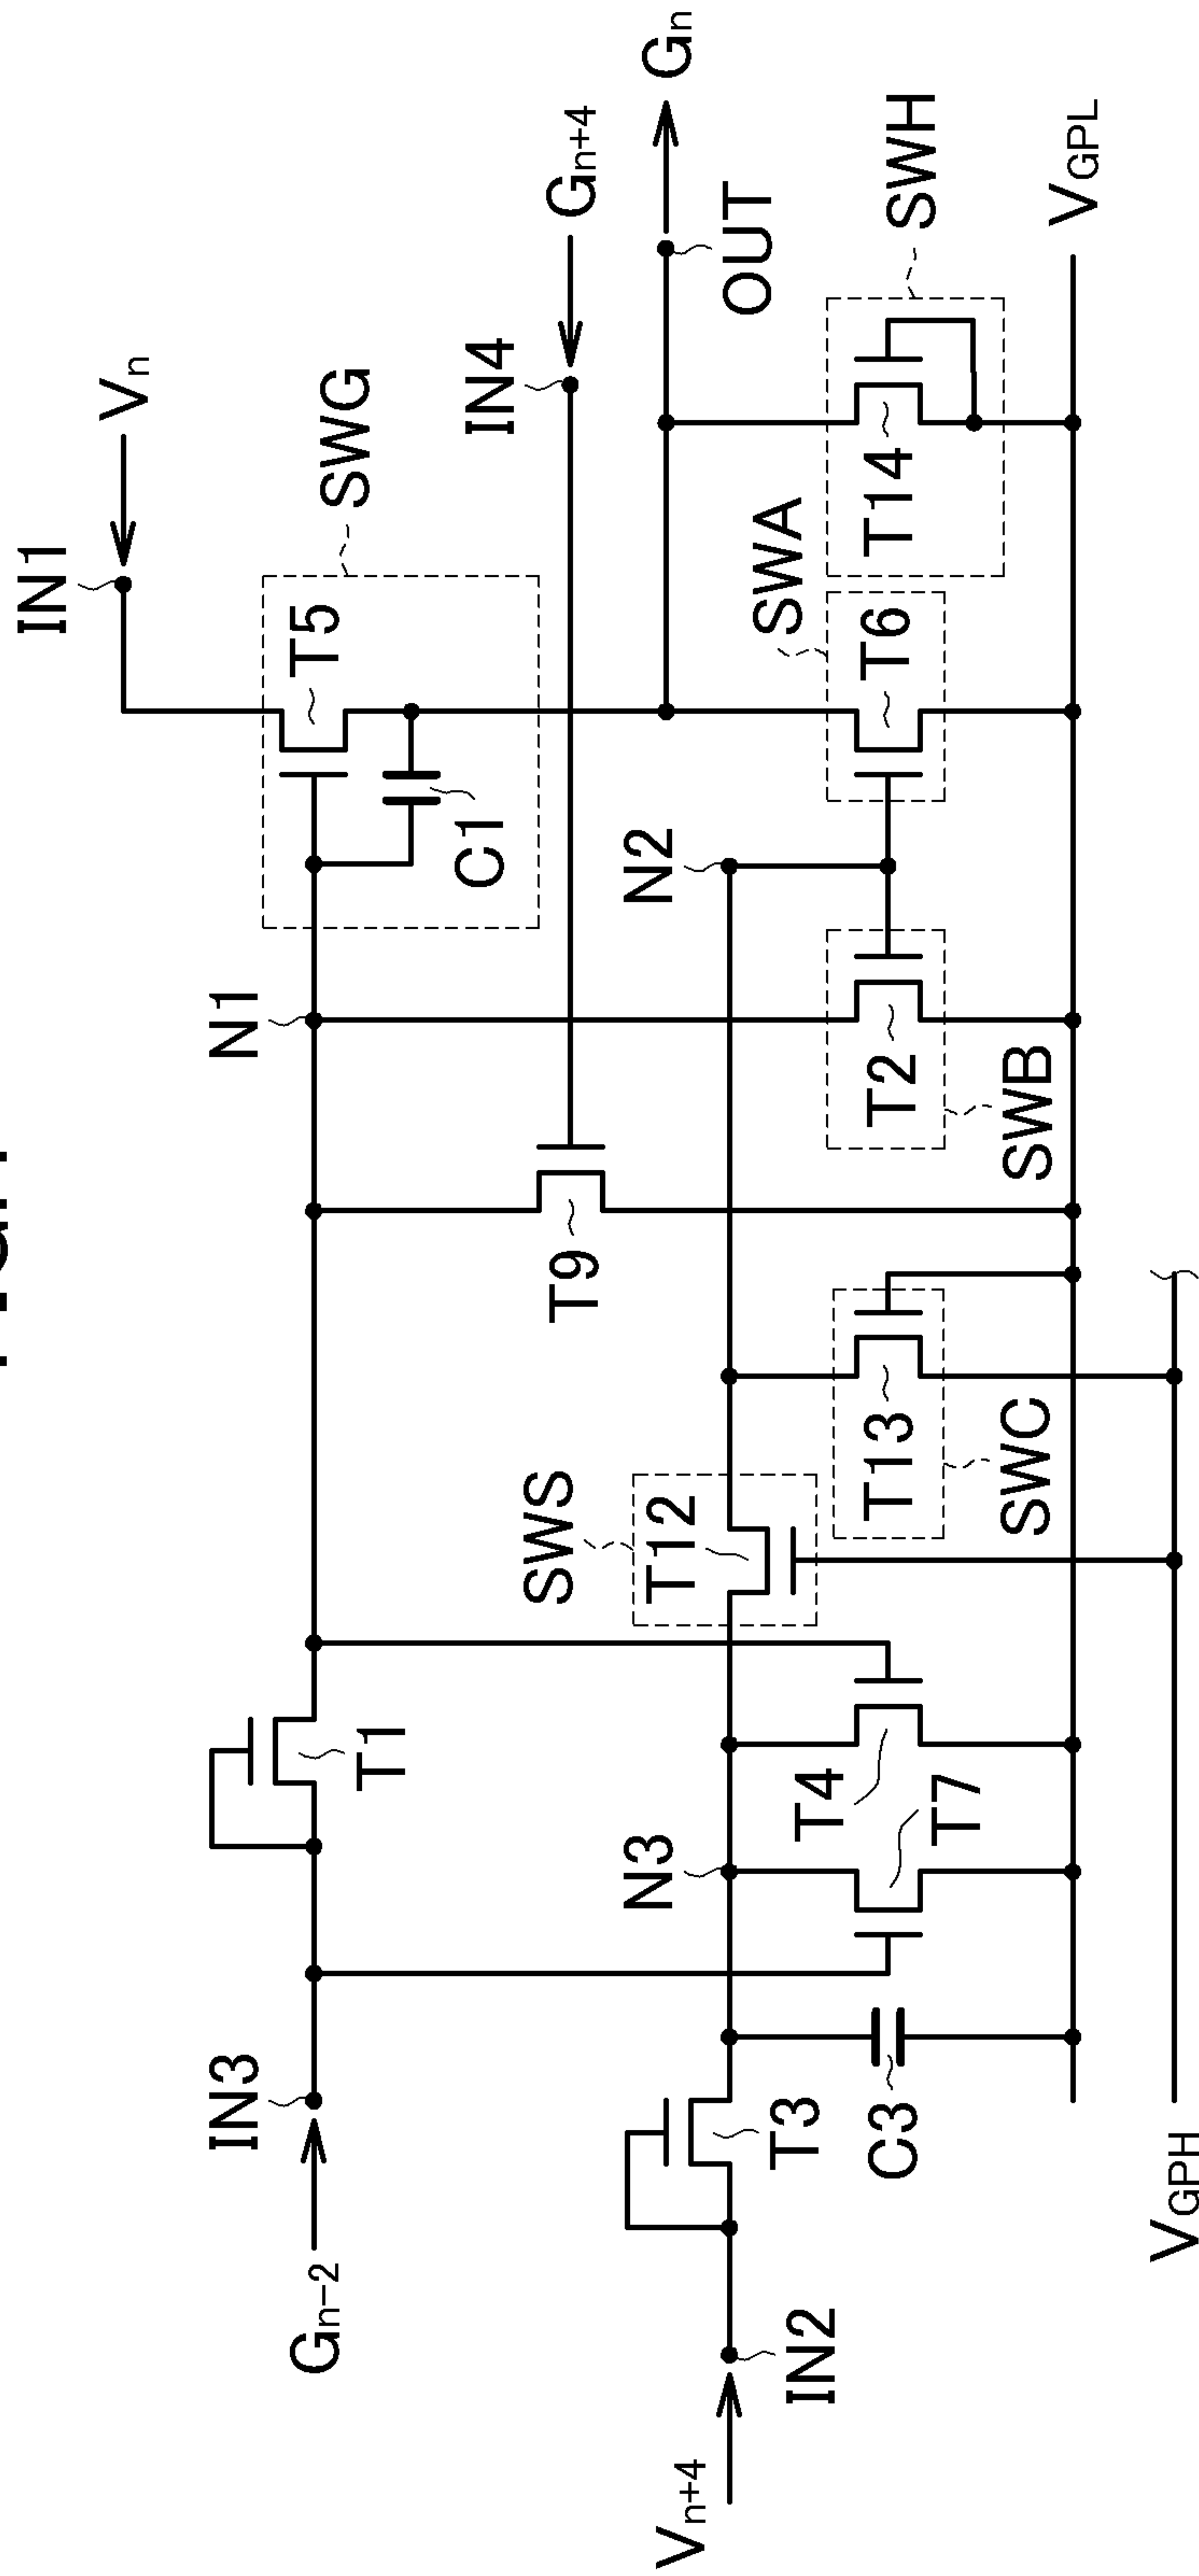 IN1
Vn
SWG
T5
C1
IN4
Gn+4
Gn
OUT
SWH
T14
VGPL
SWA
T6
N2
N1
T2
SWB
T9
T13
SWC
SWS
T12
T1
T4
T7
N3
IN3
Gn−2
T3
C3
VGPH
IN2
Vn+4